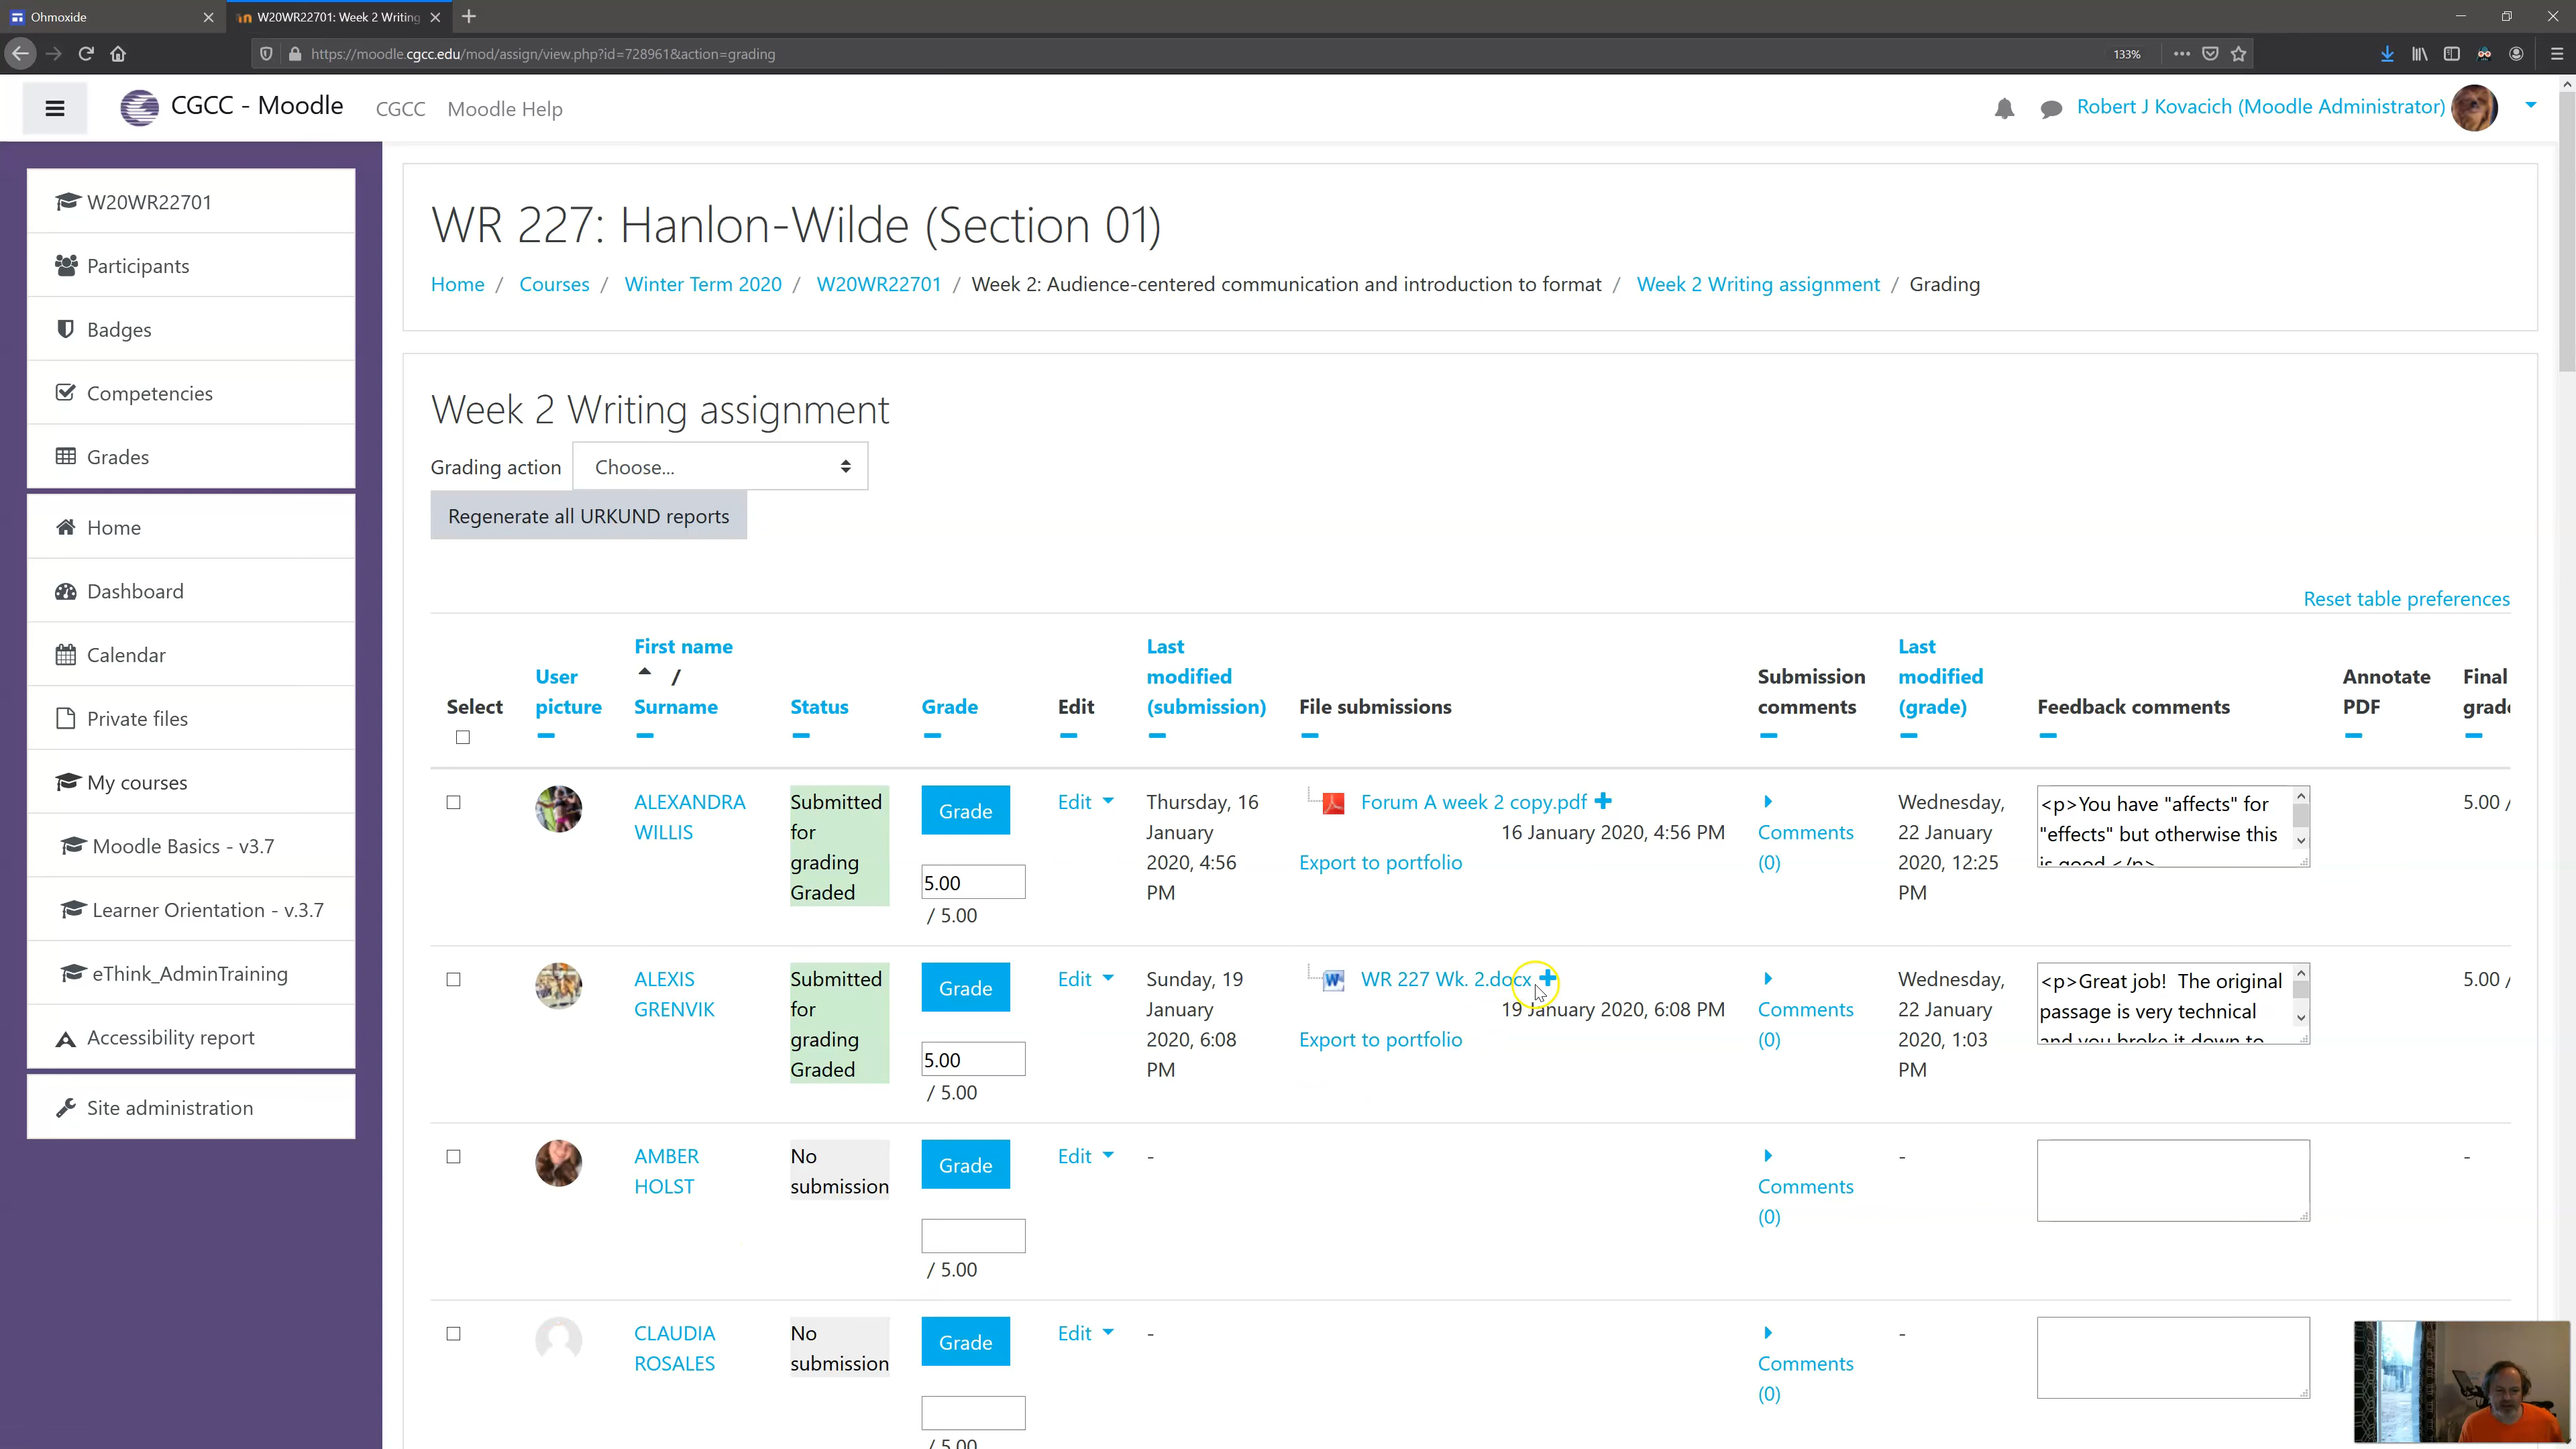 Ohmoxide
W20WR22701: Week 2 Writing
https://moodle.cgcc.edu/mod/assign/view.php?id=728961&action=grading
133%
CGCC - Moodle
CGCC
Moodle Help
Robert J Kovacich (Moodle Administrator)
W20WR22701
Participants
Badges
Competencies
Grades
Home
Dashboard
Calendar
Private files
My courses
Moodle Basics - v3.7
Learner Orientation - v.3.7
eThink_AdminTraining
Accessibility report
Site administration
WR 227: Hanlon-Wilde (Section 01)
Home / Courses / Winter Term 2020 / W20WR22701 / Week 2: Audience-centered communication and introduction to format / Week 2 Writing assignment / Grading
Week 2 Writing assignment
Grading action
Choose...
Regenerate all URKUND reports
Reset table preferences
Select
User
picture
First name
/
Surname
Status
Grade
Edit
Last
modified
(submission)
File submissions
Submission
comments
Last
modified
(grade)
Feedback comments
Annotate
PDF
Final
grade
ALEXANDRA
WILLIS
Submitted
for
grading
Graded
Grade
5.00
/ 5.00
Edit
Thursday, 16
January
2020, 4:56
PM
Forum A week 2 copy.pdf
16 January 2020, 4:56 PM
Export to portfolio
Comments
(0)
Wednesday,
22 January
2020, 12:25
PM
<p>You have "affects" for
"effects" but otherwise this
is good.</p>
5.00 /
ALEXIS
GRENVIK
Submitted
for
grading
Graded
Grade
5.00
/ 5.00
Edit
Sunday, 19
January
2020, 6:08
PM
WR 227 Wk. 2.docx
19 January 2020, 6:08 PM
Export to portfolio
Comments
(0)
Wednesday,
22 January
2020, 1:03
PM
<p>Great job!  The original
passage is very technical
and you broke it down to
5.00 /
AMBER
HOLST
No
submission
Grade
/ 5.00
Edit
-
Comments
(0)
-
-
CLAUDIA
ROSALES
No
submission
Grade
/ 5.00
Edit
-
Comments
(0)
-